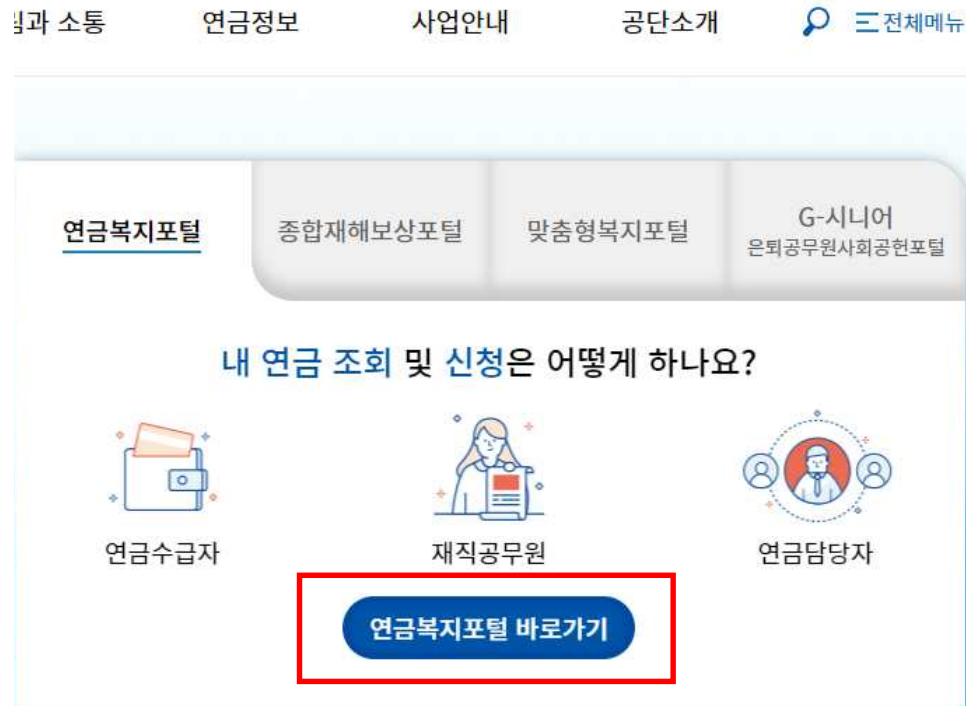 과 소통 연금정보 사업안내 공단소개 전체메뉴
연금복지포털 종합재해보상포털 맞춤형복지포털 G-시니어
은퇴공무원사회공헌포털
내 연금 조회 및 신청은 어떻게 하나요?
연금수급자 재직공무원 연금담당자
연금복지포털 바로가기